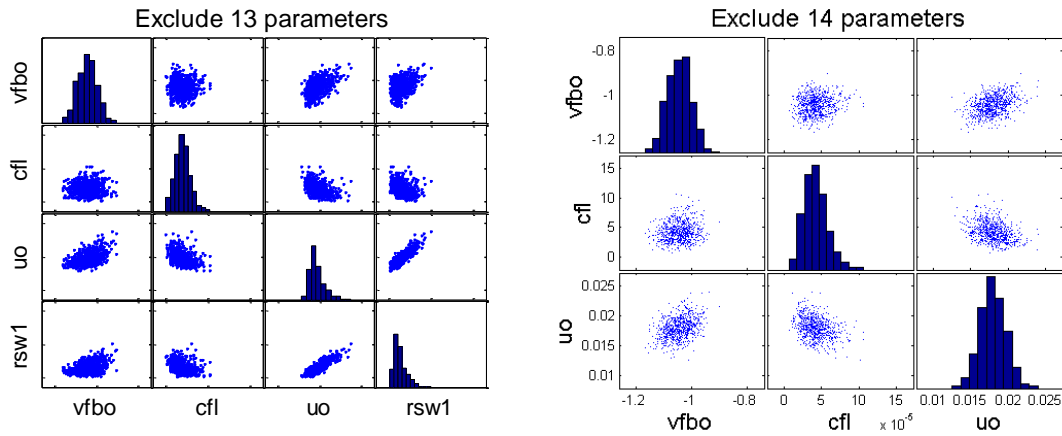 Exclude 13 parameters
vfbo
cfl
uo
rsw1
vfbo cfl uo rsw1
Exclude 14 parameters
-0.8
vfbo
-1
-1.2
15
cfl
10
5
0
0.025
uo
0.02
0.015
0.01
-1.2 -1 -0.8 0 5 10 15 0.01 0.015 0.02 0.025
vfbo cfl x 10⁻⁵ uo